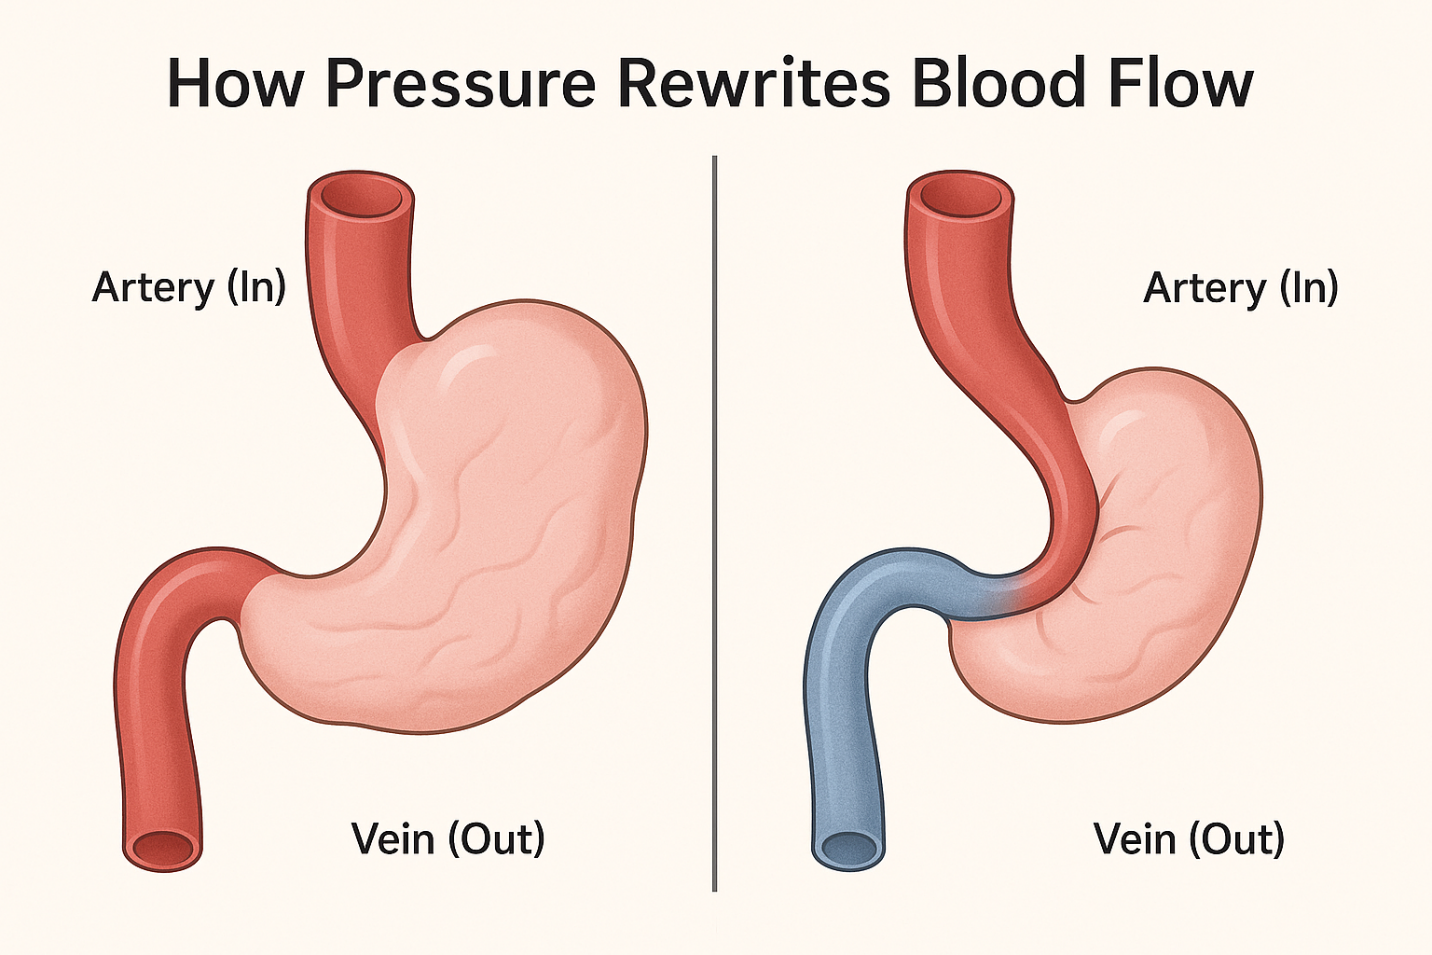 How Pressure Rewrites Blood Flow
Artery (In)
Vein (Out)
Artery (In)
Vein (Out)